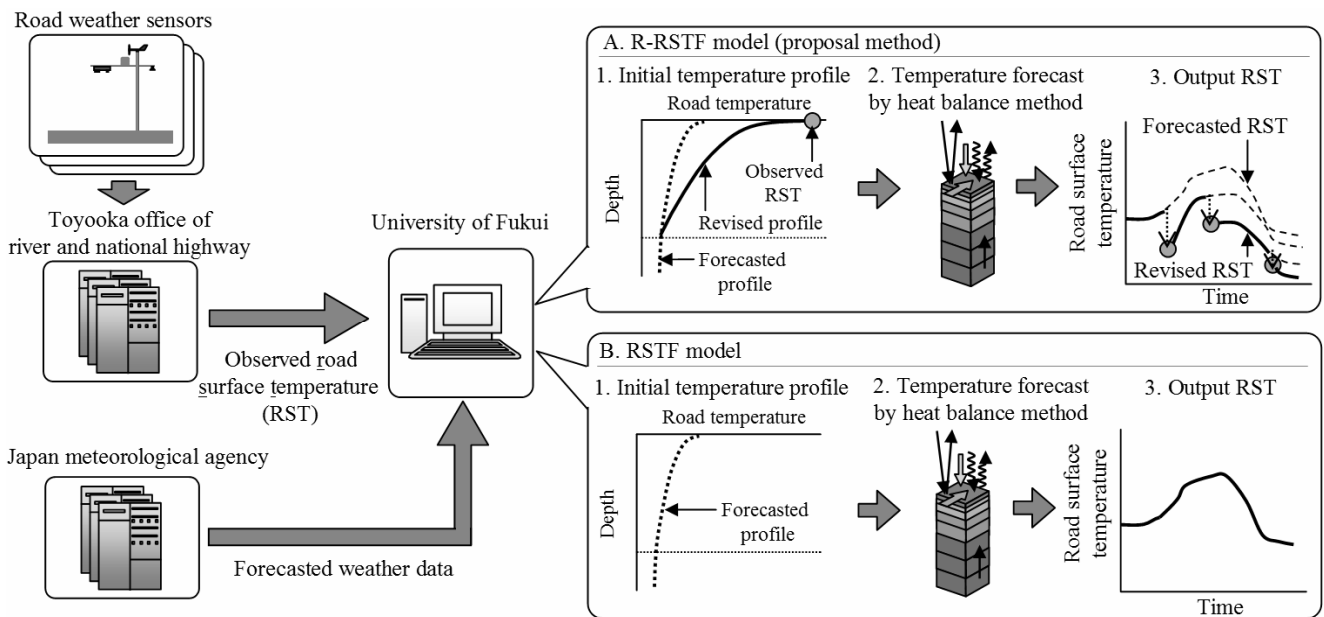 Road weather sensors
Toyooka office of
river and national highway
Observed road
surface temperature
(RST)
Japan meteorological agency
Forecasted weather data
University of Fukui
A. R-RSTF model (proposal method)
1. Initial temperature profile
Road temperature
Depth
Observed
RST
Revised profile
Forecasted
profile
2. Temperature forecast
by heat balance method
3. Output RST
Road surface
temperature
Forecasted RST
Revised RST
Time
B. RSTF model
1. Initial temperature profile
Road temperature
Depth
Forecasted
profile
2. Temperature forecast
by heat balance method
3. Output RST
Road surface
temperature
Time